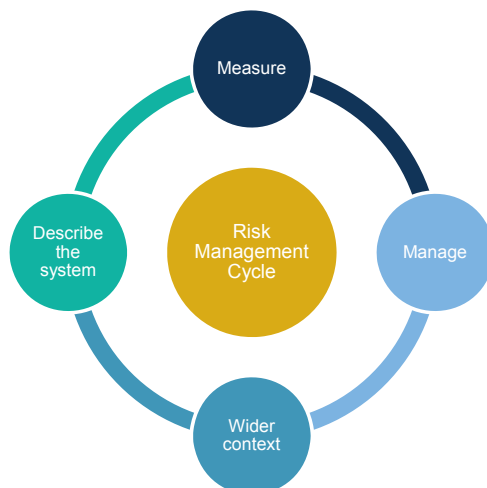 Measure
Describe
the
system
Risk
Management
Cycle
Manage
Wider
context